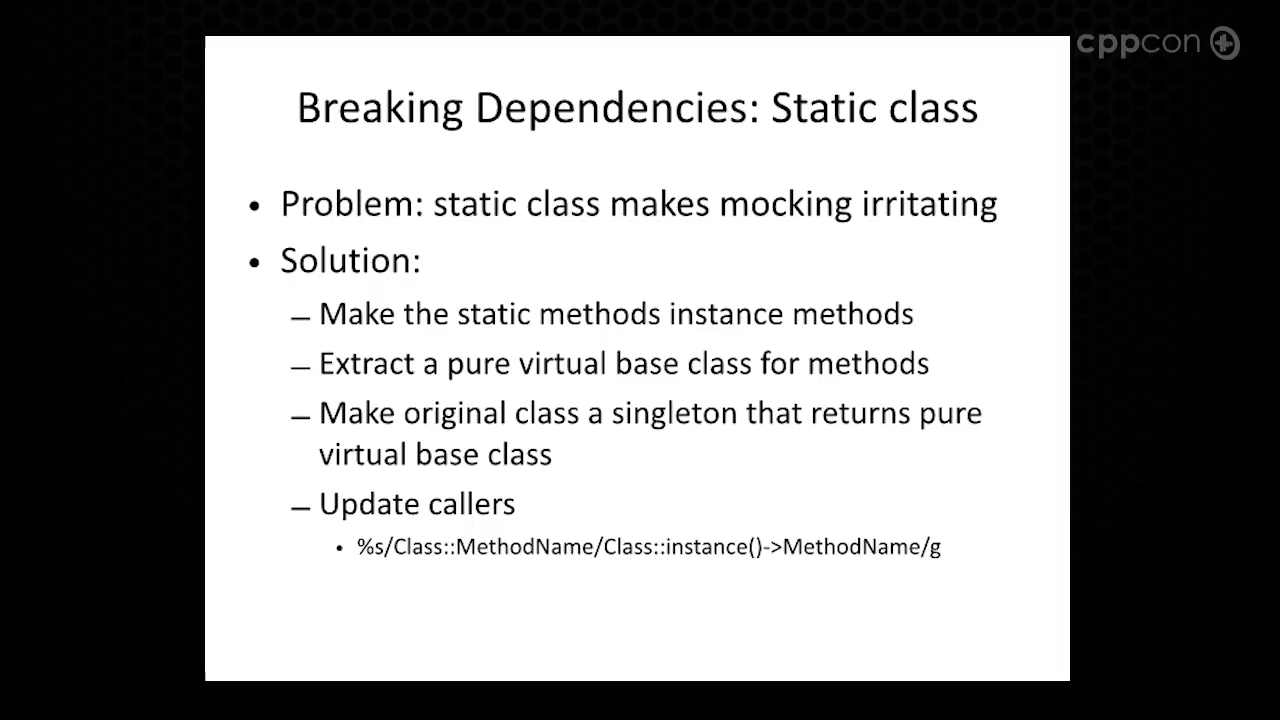 cppcon
Breaking Dependencies: Static class
• Problem: static class makes mocking irritating
• Solution:
– Make the static methods instance methods
– Extract a pure virtual base class for methods
– Make original class a singleton that returns pure
virtual base class
– Update callers
• %s/Class::MethodName/Class::instance()->MethodName/g